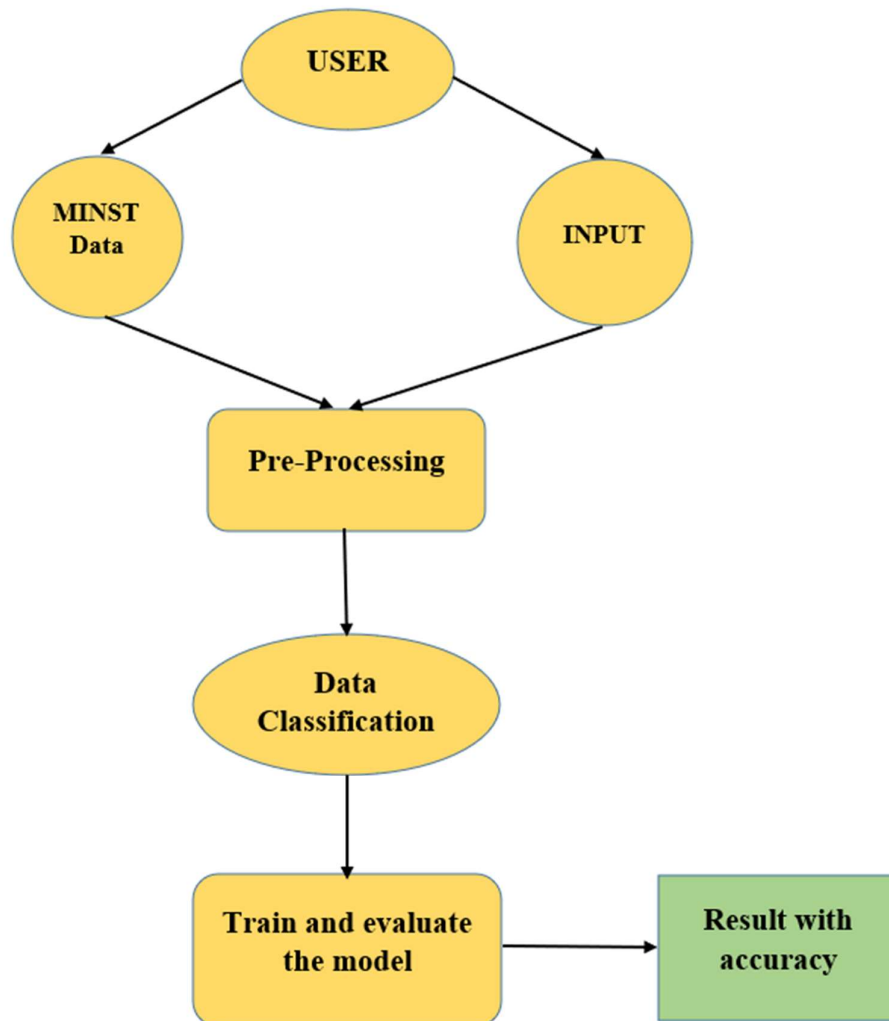 USER
MINST
Data
INPUT
Pre-Processing
Data
Classification
Train and evaluate
the model
Result with
accuracy